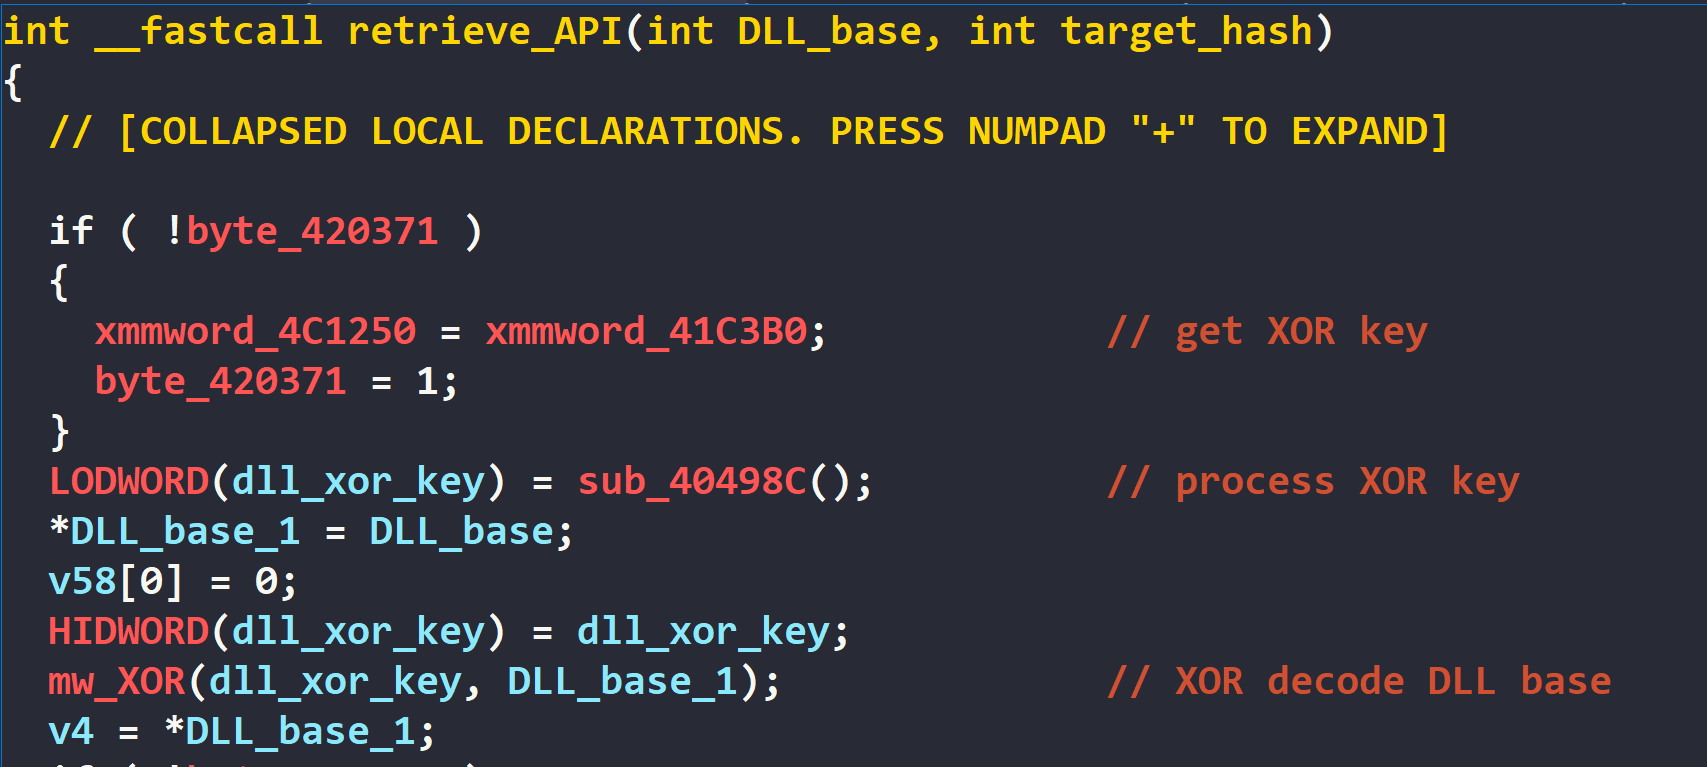 int __fastcall retrieve_API(int DLL_base, int target_hash)
{
  // [COLLAPSED LOCAL DECLARATIONS. PRESS NUMPAD "+" TO EXPAND]
  if ( !byte_420371 )
  {
    xmmword_4C1250 = xmmword_41C3B0; // get XOR key
    byte_420371 = 1;
  }
  LODWORD(dll_xor_key) = sub_40498C(); // process XOR key
  *DLL_base_1 = DLL_base;
  v58[0] = 0;
  HIDWORD(dll_xor_key) = dll_xor_key;
  mw_XOR(dll_xor_key, DLL_base_1); // XOR decode DLL base
  v4 = *DLL_base_1;